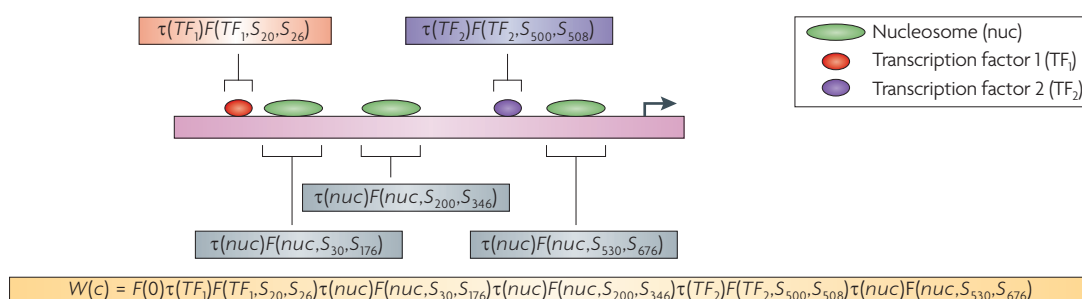 τ(TF₁)F(TF₁,S₂₀,S₂₆)
τ(TF₂)F(TF₂,S₅₀₀,S₅₀₈)
Nucleosome (nuc)
Transcription factor 1 (TF₁)
Transcription factor 2 (TF₂)
τ(nuc)F(nuc,S₂₀₀,S₃₄₆)
τ(nuc)F(nuc,S₃₀,S₁₇₆)
τ(nuc)F(nuc,S₅₃₀,S₆₇₆)
W(c) = F(0)τ(TF₁)F(TF₁,S₂₀,S₂₆)τ(nuc)F(nuc,S₃₀,S₁₇₆)τ(nuc)F(nuc,S₂₀₀,S₃₄₆)τ(TF₂)F(TF₂,S₅₀₀,S₅₀₈)τ(nuc)F(nuc,S₅₃₀,S₆₇₆)